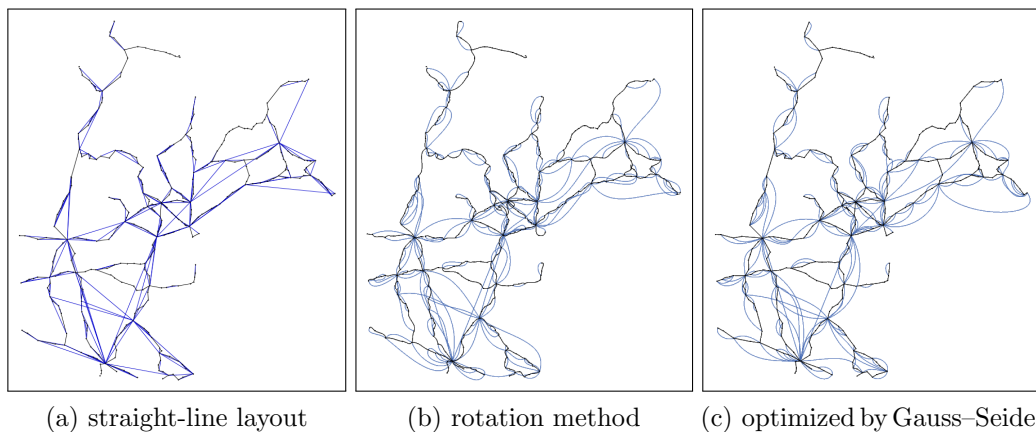 (a) straight-line layout
(b) rotation method
(c) optimized by Gauss–Seide